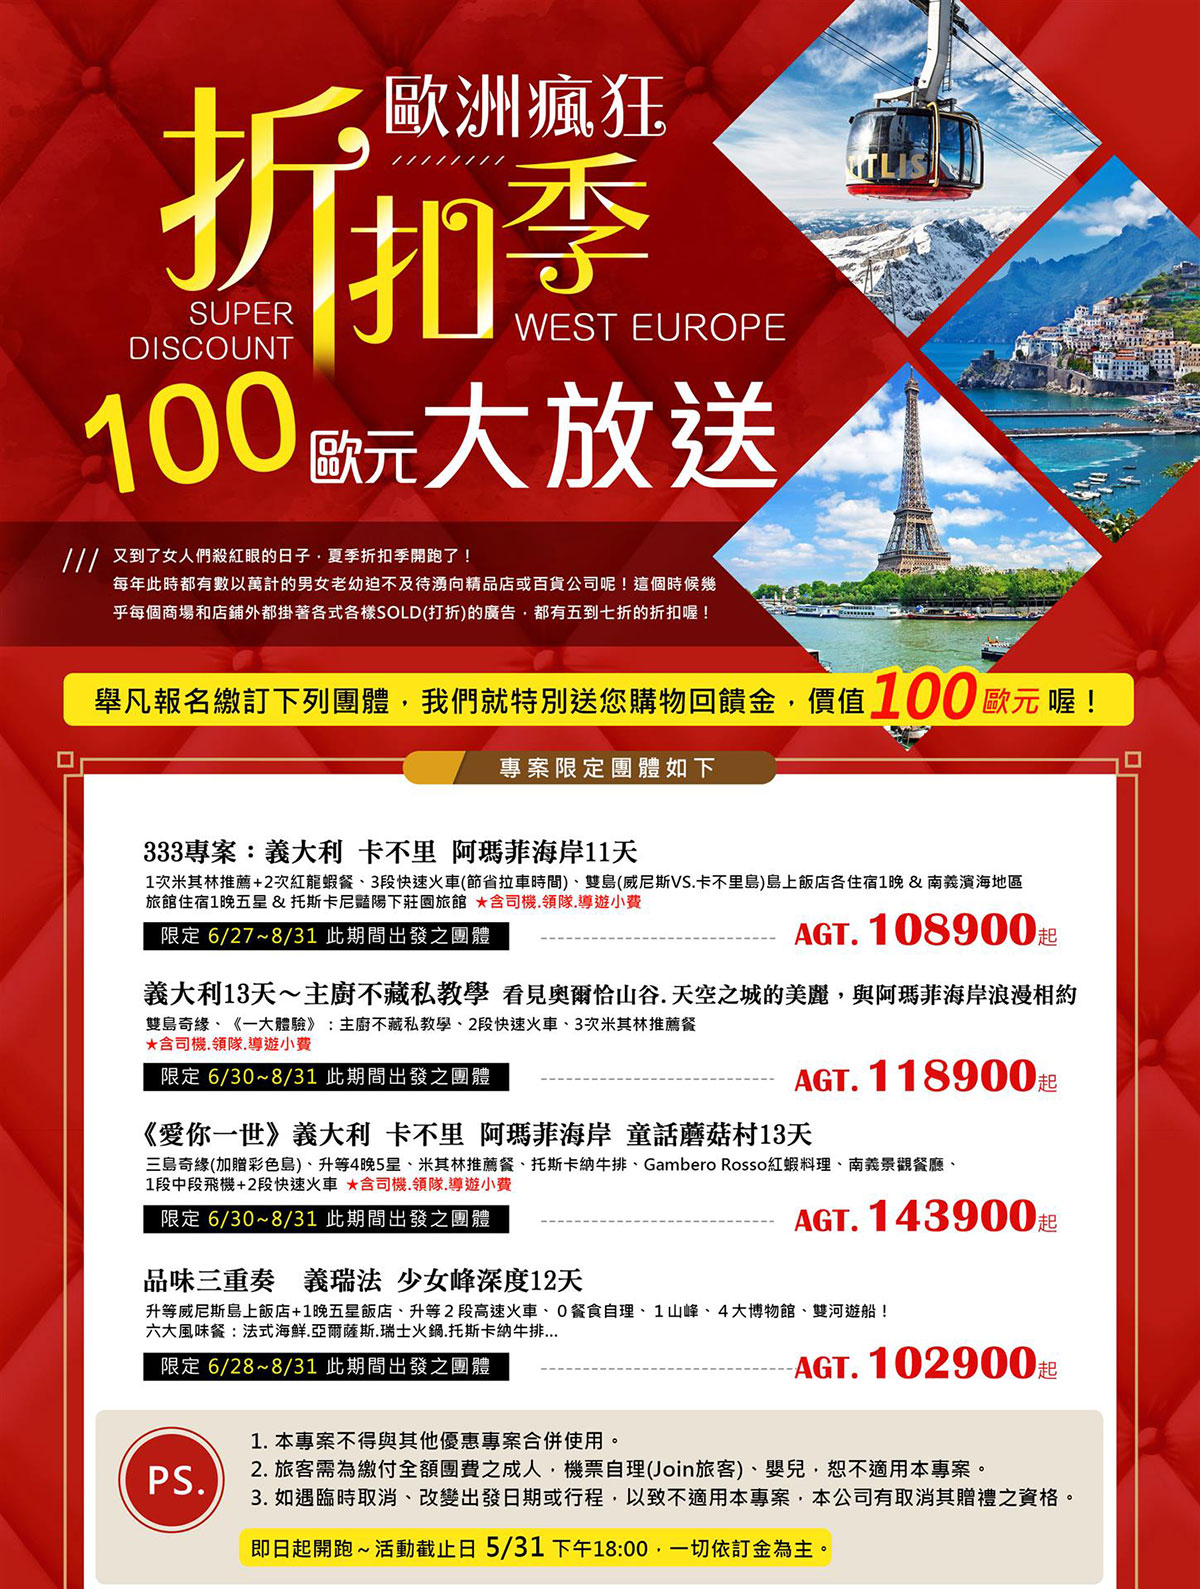 歐洲瘋狂
折扣季
SUPER
DISCOUNT
WEST EUROPE
100歐元大放送
TITLIS
/// 又到了女人們殺紅眼的日子，夏季折扣季開跑了！
每年此時都有數以萬計的男女老幼迫不及待湧向精品店或百貨公司呢！這個時候幾
乎每個商場和店鋪外都掛著各式各樣SOLD(打折)的廣告，都有五到七折的折扣喔！
舉凡報名繳訂下列團體，我們就特別送您購物回饋金，價值100歐元喔！
專案限定團體如下
333專案：義大利 卡不里 阿瑪菲海岸11天
1次米其林推薦+2次紅龍蝦餐、3段快速火車(節省拉車時間)、雙島(威尼斯VS.卡不里島)島上飯店各住宿1晚 & 南義濱海地區
旅館住宿1晚五星 & 托斯卡尼豔陽下莊園旅館 ★含司機.領隊.導遊小費
限定 6/27~8/31 此期間出發之團體 AGT. 108900起
義大利13天～主廚不藏私教學 看見奧爾恰山谷.天空之城的美麗，與阿瑪菲海岸浪漫相約
雙島奇緣、《一大體驗》：主廚不藏私教學、2段快速火車、3次米其林推薦餐
★含司機.領隊.導遊小費
限定 6/30~8/31 此期間出發之團體 AGT. 118900起
《愛你一世》義大利 卡不里 阿瑪菲海岸 童話蘑菇村13天
三島奇緣(加贈彩色島)、升等4晚5星、米其林推薦餐、托斯卡納牛排、Gambero Rosso紅蝦料理、南義景觀餐廳、
1段中段飛機+2段快速火車 ★含司機.領隊.導遊小費
限定 6/30~8/31 此期間出發之團體 AGT. 143900起
品味三重奏 義瑞法 少女峰深度12天
升等威尼斯島上飯店+1晚五星飯店、升等２段高速火車、０餐食自理、１山峰、４大博物館、雙河遊船！
六大風味餐：法式海鮮.亞爾薩斯.瑞士火鍋.托斯卡納牛排...
限定 6/28~8/31 此期間出發之團體 AGT. 102900起
PS.
1. 本專案不得與其他優惠專案合併使用。
2. 旅客需為繳付全額團費之成人，機票自理(Join旅客)、嬰兒，恕不適用本專案。
3. 如遇臨時取消、改變出發日期或行程，以致不適用本專案，本公司有取消其贈禮之資格。
即日起開跑～活動截止日 5/31 下午18:00，一切依訂金為主。